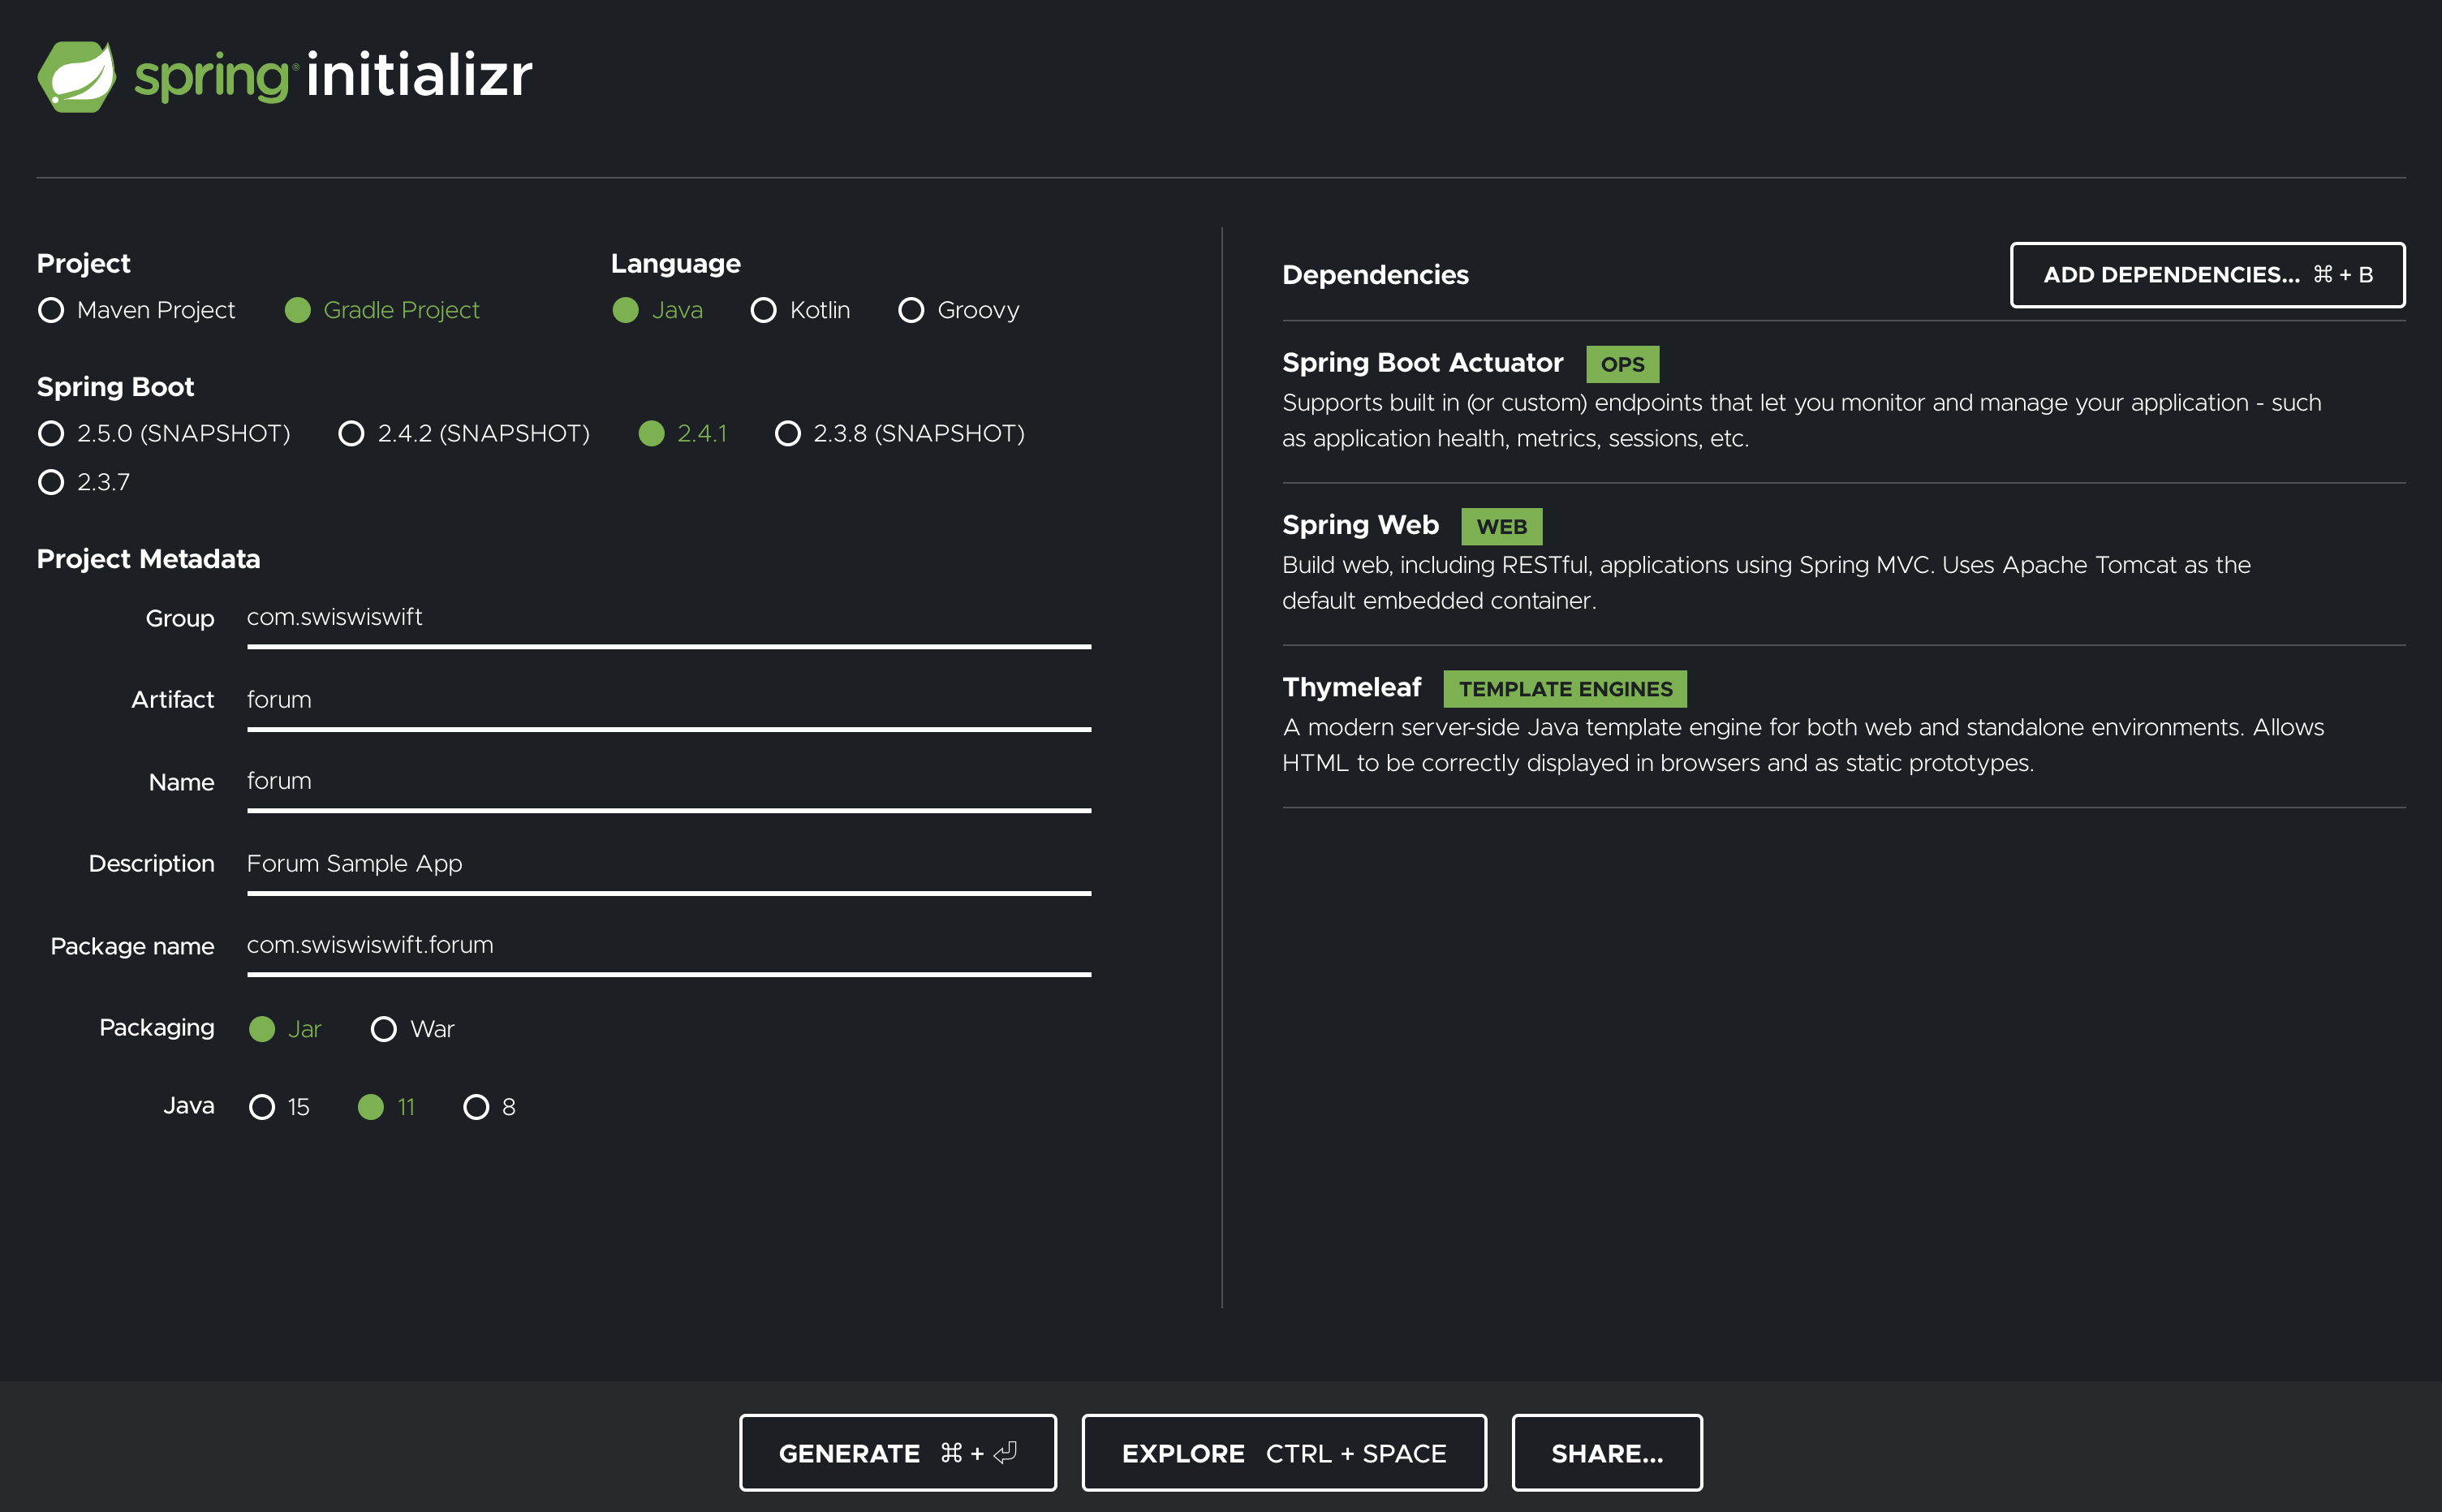 spring initializr
Project
Maven Project Gradle Project
Language
Java Kotlin Groovy
Spring Boot
2.5.0 (SNAPSHOT) 2.4.2 (SNAPSHOT) 2.4.1 2.3.8 (SNAPSHOT)
2.3.7
Project Metadata
Group com.swiswiswift
Artifact forum
Name forum
Description Forum Sample App
Package name com.swiswiswift.forum
Packaging Jar War
Java 15 11 8
Dependencies
ADD DEPENDENCIES... ⌘ + B
Spring Boot Actuator OPS
Supports built in (or custom) endpoints that let you monitor and manage your application - such
as application health, metrics, sessions, etc.
Spring Web WEB
Build web, including RESTful, applications using Spring MVC. Uses Apache Tomcat as the
default embedded container.
Thymeleaf TEMPLATE ENGINES
A modern server-side Java template engine for both web and standalone environments. Allows
HTML to be correctly displayed in browsers and as static prototypes.
GENERATE ⌘ + ⏎
EXPLORE CTRL + SPACE
SHARE...